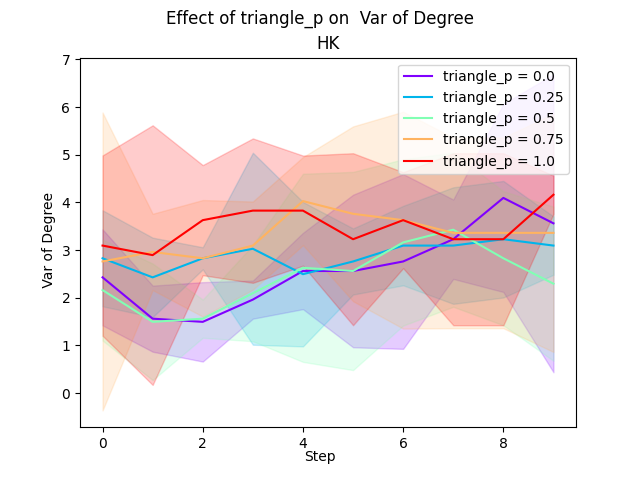 Effect of triangle_p on  Var of Degree
HK
7
6
5
4
3
2
1
0
Var of Degree
triangle_p = 0.0
triangle_p = 0.25
triangle_p = 0.5
triangle_p = 0.75
triangle_p = 1.0
0 2 4 6 8
Step